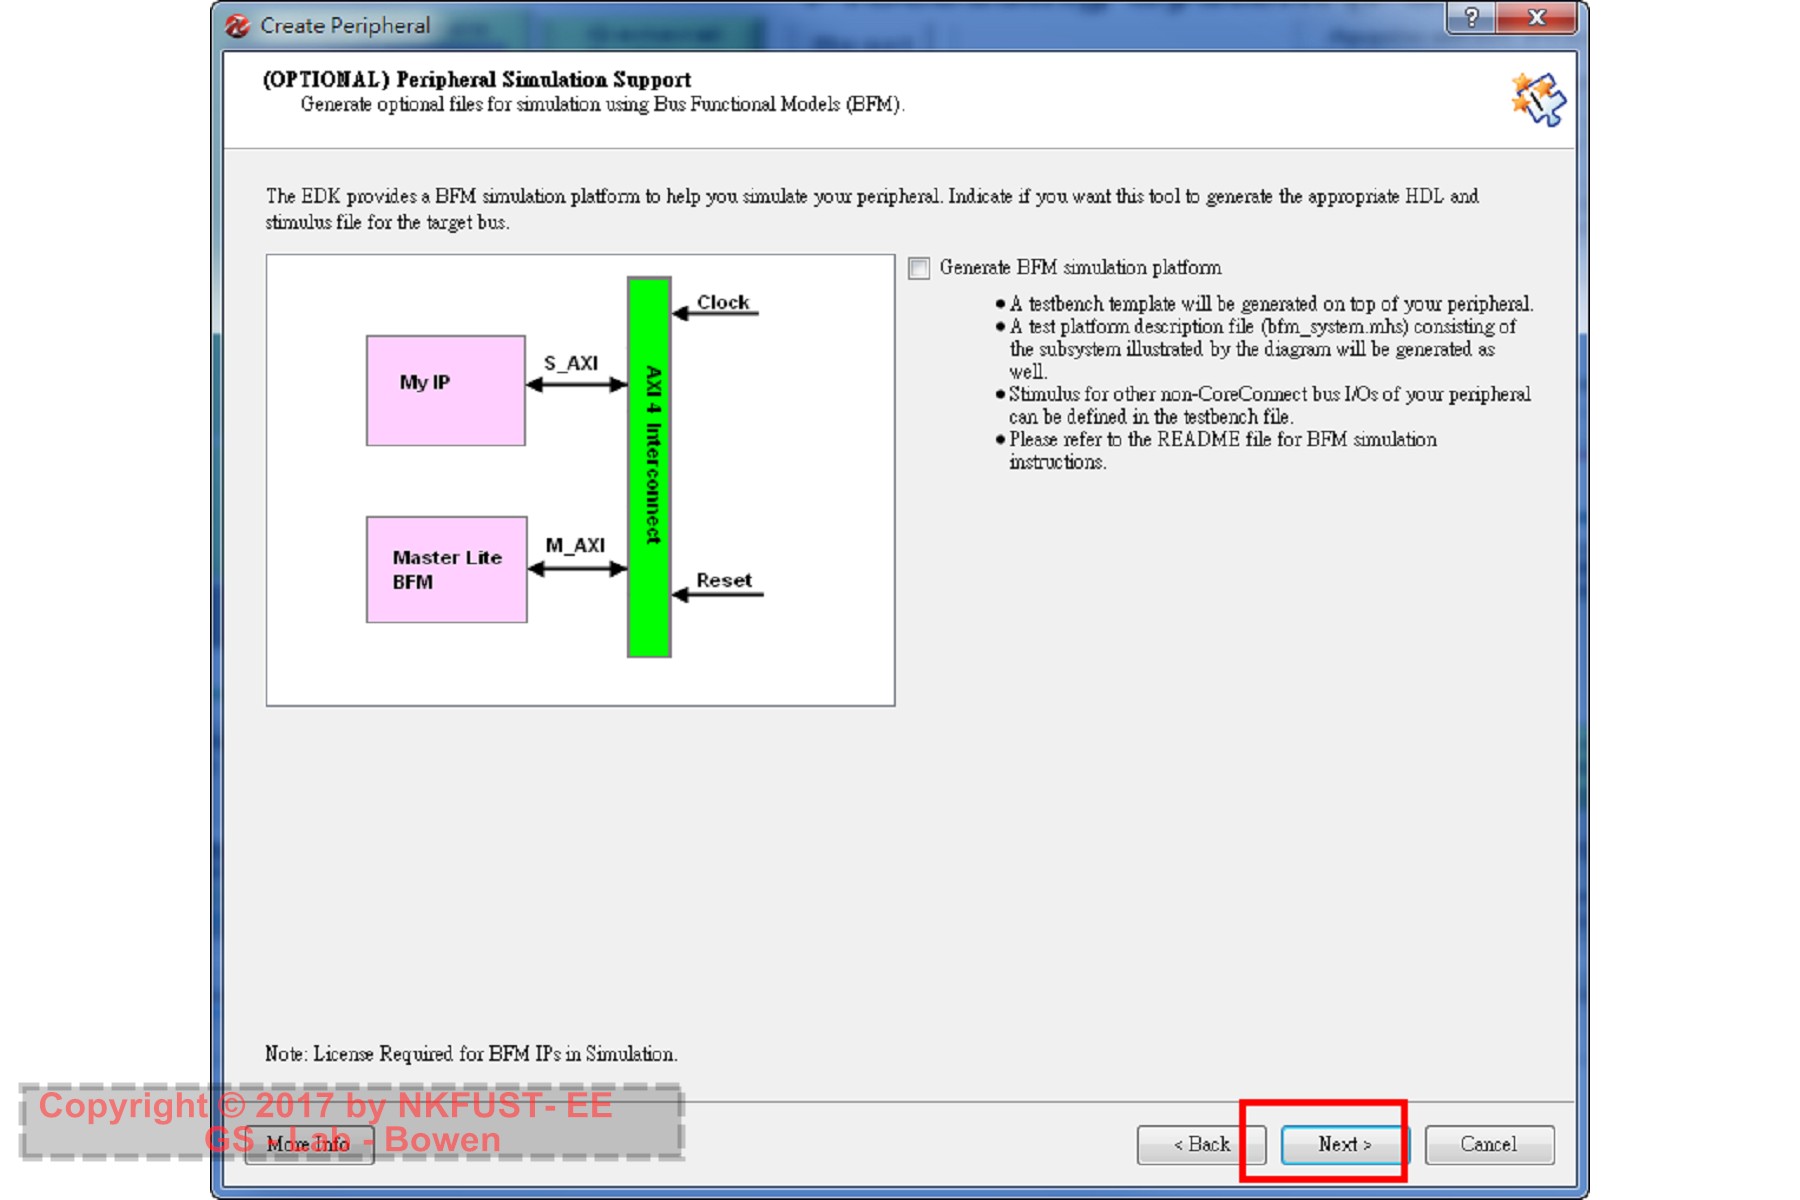 Create Peripheral
?
(OPTIONAL) Peripheral Simulation Support
Generate optional files for simulation using Bus Functional Models (BFM).
The EDK provides a BFM simulation platform to help you simulate your peripheral. Indicate if you want this tool to generate the appropriate HDL and
stimulus file for the target bus.
Clock
S_AXI
My IP
AXI 4 Interconnect
M_AXI
Master Lite
BFM
Reset
Generate BFM simulation platform
●A testbench template will be generated on top of your peripheral.
●A test platform description file (bfm_system.mhs) consisting of
the subsystem illustrated by the diagram will be generated as
well.
●Stimulus for other non-CoreConnect bus I/Os of your peripheral
can be defined in the testbench file.
●Please refer to the README file for BFM simulation
instructions.
Note: License Required for BFM IPs in Simulation.
Copyright © 2017 by NKFUST- EE
GS - Lab - Bowen
More Info
< Back
Next >
Cancel